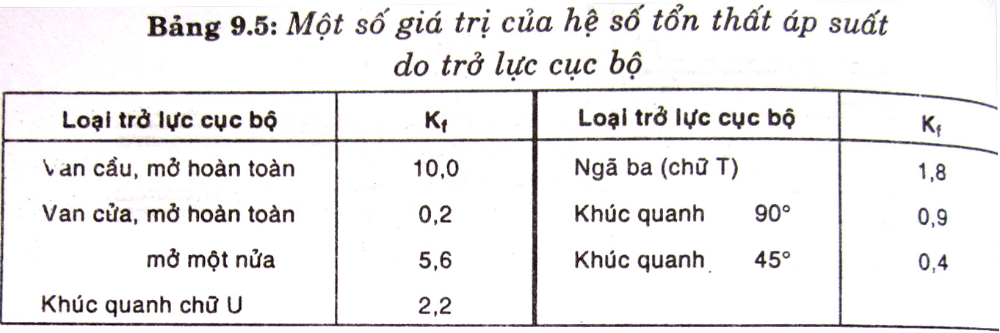 Bảng 9.5: Một số giá trị của hệ số tổn thất áp suất
do trở lực cục bộ
Loại trở lực cục bộ Kf Loại trở lực cục bộ Kf
Van cầu, mở hoàn toàn 10,0 Ngã ba (chữ T) 1,8
Van cửa, mở hoàn toàn 0,2 Khúc quanh 90° 0,9
mở một nửa 5,6 Khúc quanh 45° 0,4
Khúc quanh chữ U 2,2